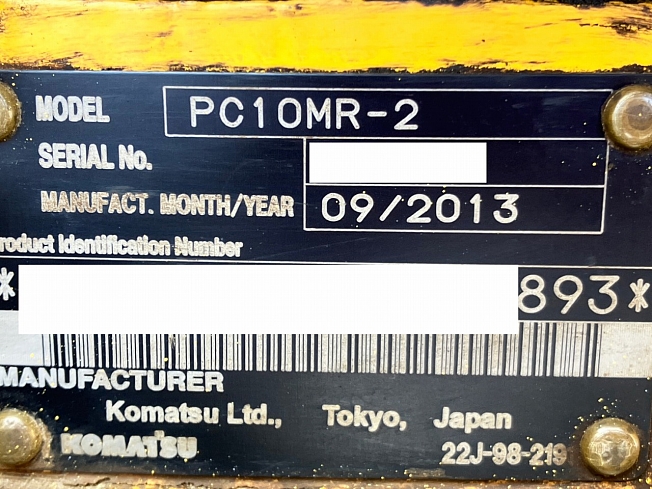 MODEL PC10MR-2
SERIAL No.
MANUFACT. MONTH/YEAR 09/2013
roduct Identification Number
* 893*
MANUFACTURER
Komatsu Ltd., Tokyo, Japan
KOMATSU 22J-98-219